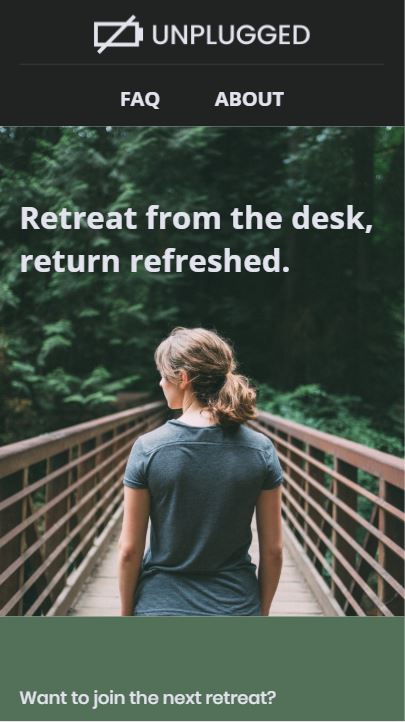 UNPLUGGED
FAQ ABOUT
Retreat from the desk,
return refreshed.
Want to join the next retreat?